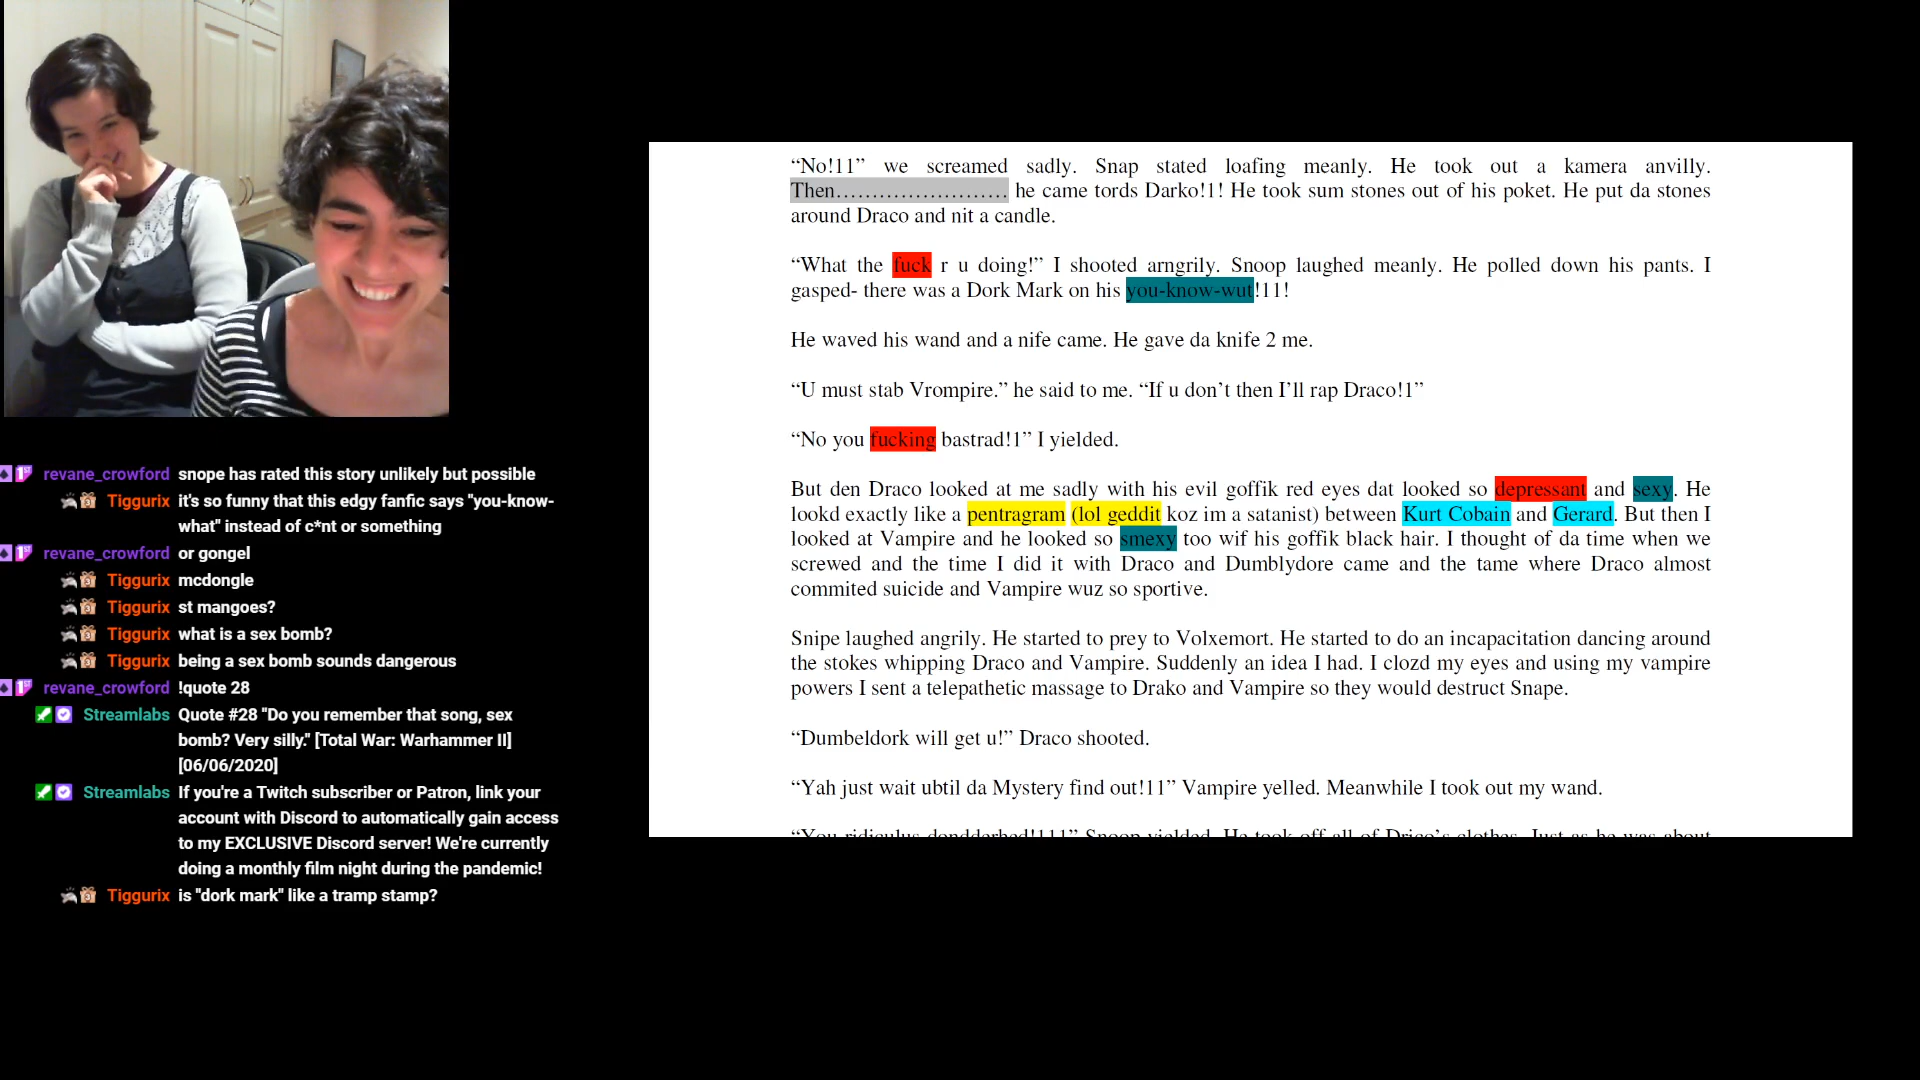 revane_crowford snope has rated this story unlikely but possible
Tiggurix it's so funny that this edgy fanfic says "you-know-
what" instead of c*nt or something
revane_crowford or gongel
Tiggurix mcdongle
Tiggurix st mangoes?
Tiggurix what is a sex bomb?
Tiggurix being a sex bomb sounds dangerous
revane_crowford !quote 28
Streamlabs Quote #28 "Do you remember that song, sex
bomb? Very silly." [Total War: Warhammer II]
[06/06/2020]
Streamlabs If you're a Twitch subscriber or Patron, link your
account with Discord to automatically gain access
to my EXCLUSIVE Discord server! We're currently
doing a monthly film night during the pandemic!
Tiggurix is "dork mark" like a tramp stamp?
“No!11” we screamed sadly. Snap stated loafing meanly. He took out a kamera anvilly.
Then…………………… he came tords Darko!1! He took sum stones out of his poket. He put da stones
around Draco and nit a candle.
“What the fuck r u doing!” I shooted arngrily. Snoop laughed meanly. He polled down his pants. I
gasped- there was a Dork Mark on his you-know-wut!11!
He waved his wand and a nife came. He gave da knife 2 me.
“U must stab Vrompire.” he said to me. “If u don’t then I’ll rap Draco!1”
“No you fucking bastrad!1” I yielded.
But den Draco looked at me sadly with his evil goffik red eyes dat looked so depressant and sexy. He
lookd exactly like a pentragram (lol geddit koz im a satanist) between Kurt Cobain and Gerard. But then I
looked at Vampire and he looked so smexy too wif his goffik black hair. I thought of da time when we
screwed and the time I did it with Draco and Dumblydore came and the tame where Draco almost
commited suicide and Vampire wuz so sportive.
Snipe laughed angrily. He started to prey to Volxemort. He started to do an incapacitation dancing around
the stokes whipping Draco and Vampire. Suddenly an idea I had. I clozd my eyes and using my vampire
powers I sent a telepathetic massage to Drako and Vampire so they would destruct Snape.
“Dumbeldork will get u!” Draco shooted.
“Yah just wait ubtil da Mystery find out!11” Vampire yelled. Meanwhile I took out my wand.
“You ridiculus dondderhed!111” Snoop yielded. He took off all of Drico’s clothes. Just as he was about